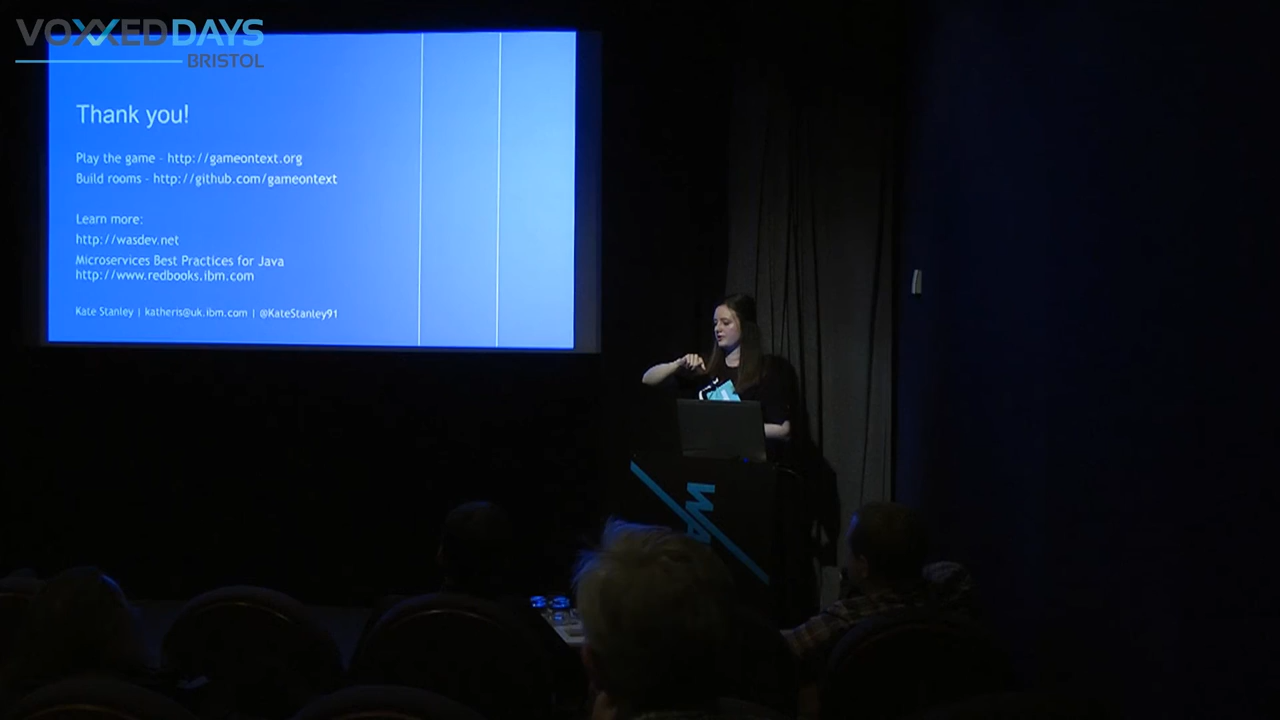 VOXXEDDAYS
BRISTOL
Thank you!
Play the game - http://gameontext.org
Build rooms - http://github.com/gameontext
Learn more:
http://wasdev.net
Microservices Best Practices for Java
http://www.redbooks.ibm.com
Kate Stanley | katheris@uk.ibm.com | @KateStanley91
WA